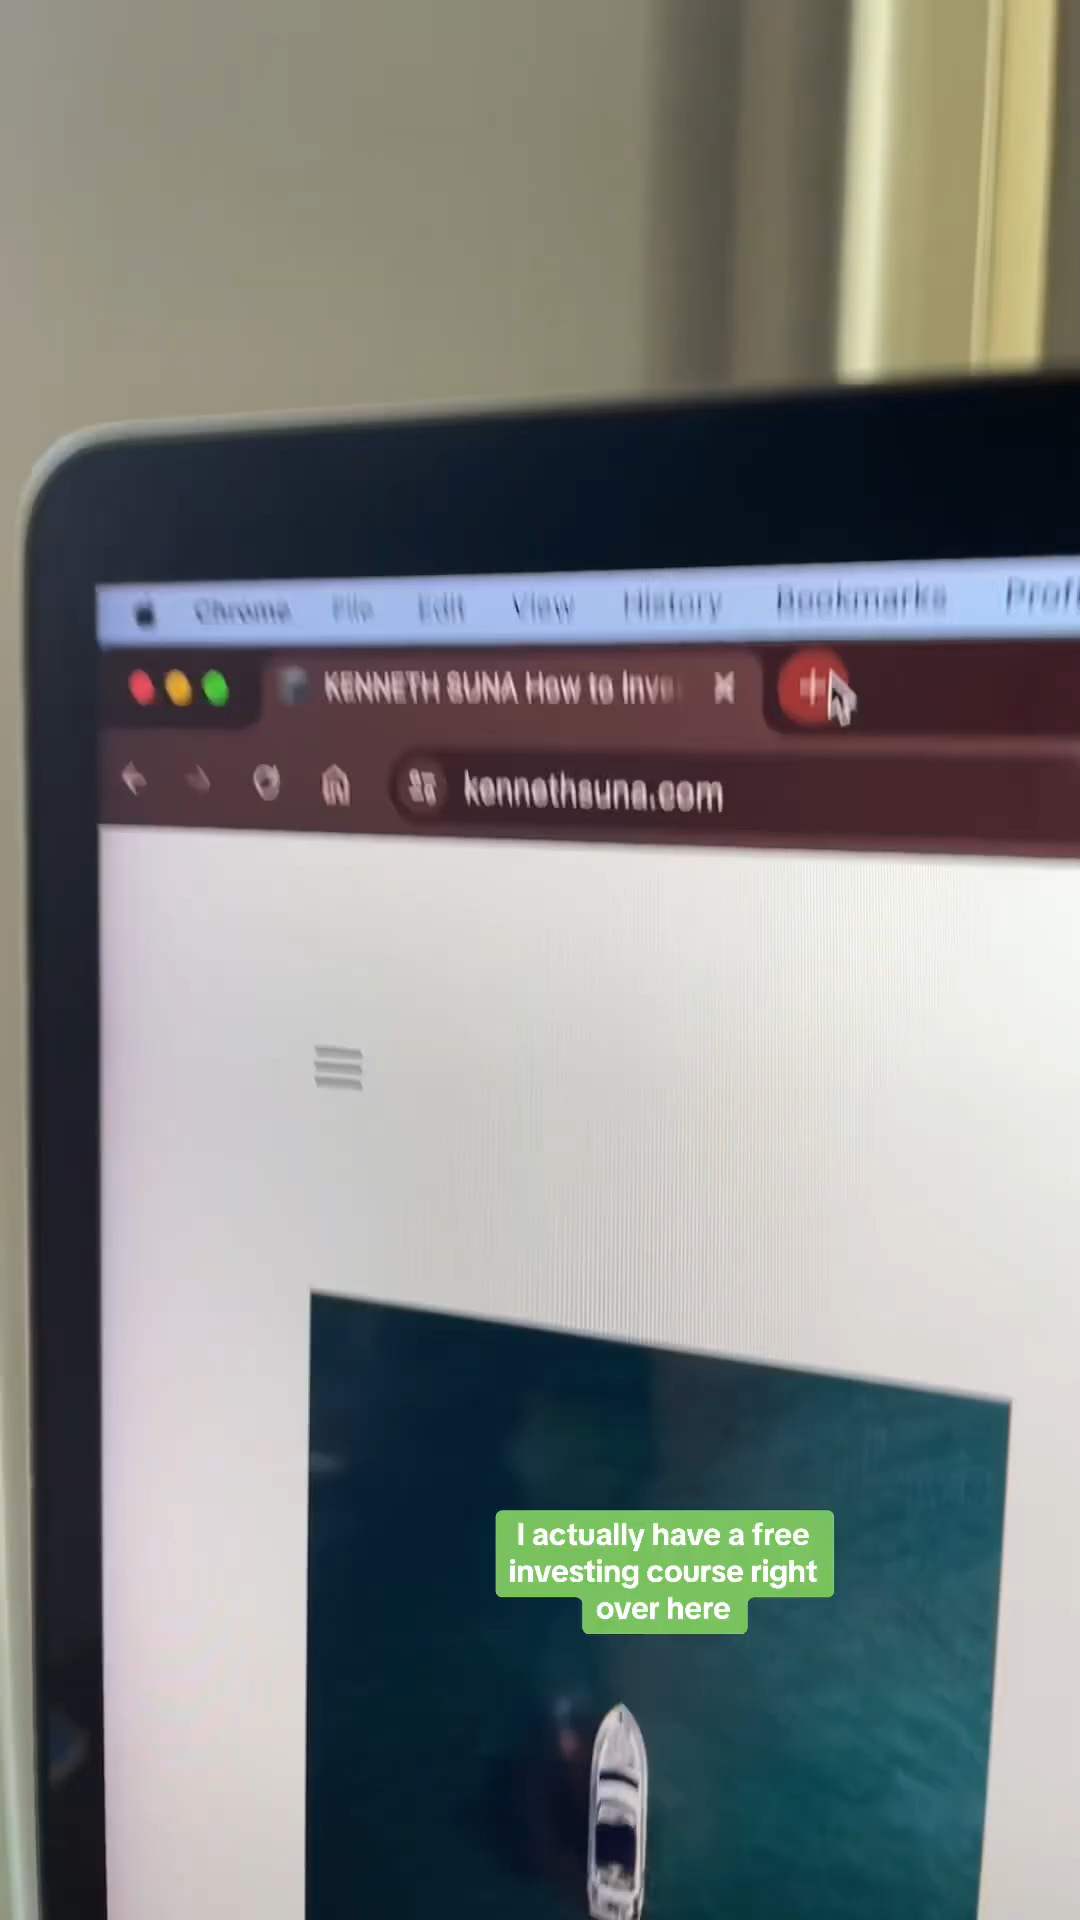 Chrome File Edit View History Bookmarks Profi
KENNETH SUNA How to Inve
kennethsuna.com
I actually have a free
investing course right
over here